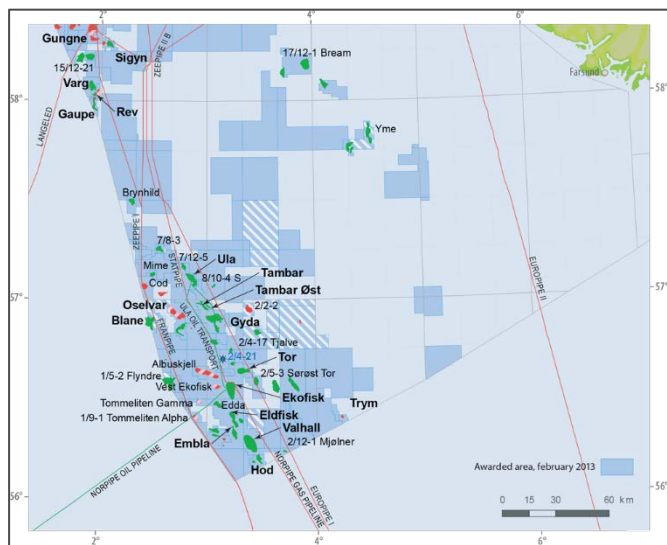 2°
6°
Gungne
Sigyn
ZEEPIPE II B
17/12-1 Bream
15/12-21
Farsund
Varg
58°
58°
Rev
Gaupe
LANGELED
Yme
Brynhild
ZEEPIPE I
STATPIPE
7/8-3
7/12-5
Ula
Mime
8/10-4 S
Tambar
Cod
Tambar Øst
EUROPIPE II
57°
57°
Oselvar
2/2-2
Blane
Gyda
ULA OIL TRANSPORT
FRANPIPE
2/4-17 Tjalve
2/4-21
Tor
Albuskjell
1/5-2 Flyndre
2/5-3 Sørøst Tor
Vest Ekofisk
Ekofisk
Tommeliten Gamma
Edda
Trym
1/9-1 Tommeliten Alpha
Eldfisk
Valhall
Embla
2/12-1 Mjølner
Hod
NORPIPE OIL PIPELINE
NORPIPE GAS PIPELINE
EUROPIPE I
Awarded area, february 2013
0 15 30 45 60 km
56°
56°
2°
4°
6°